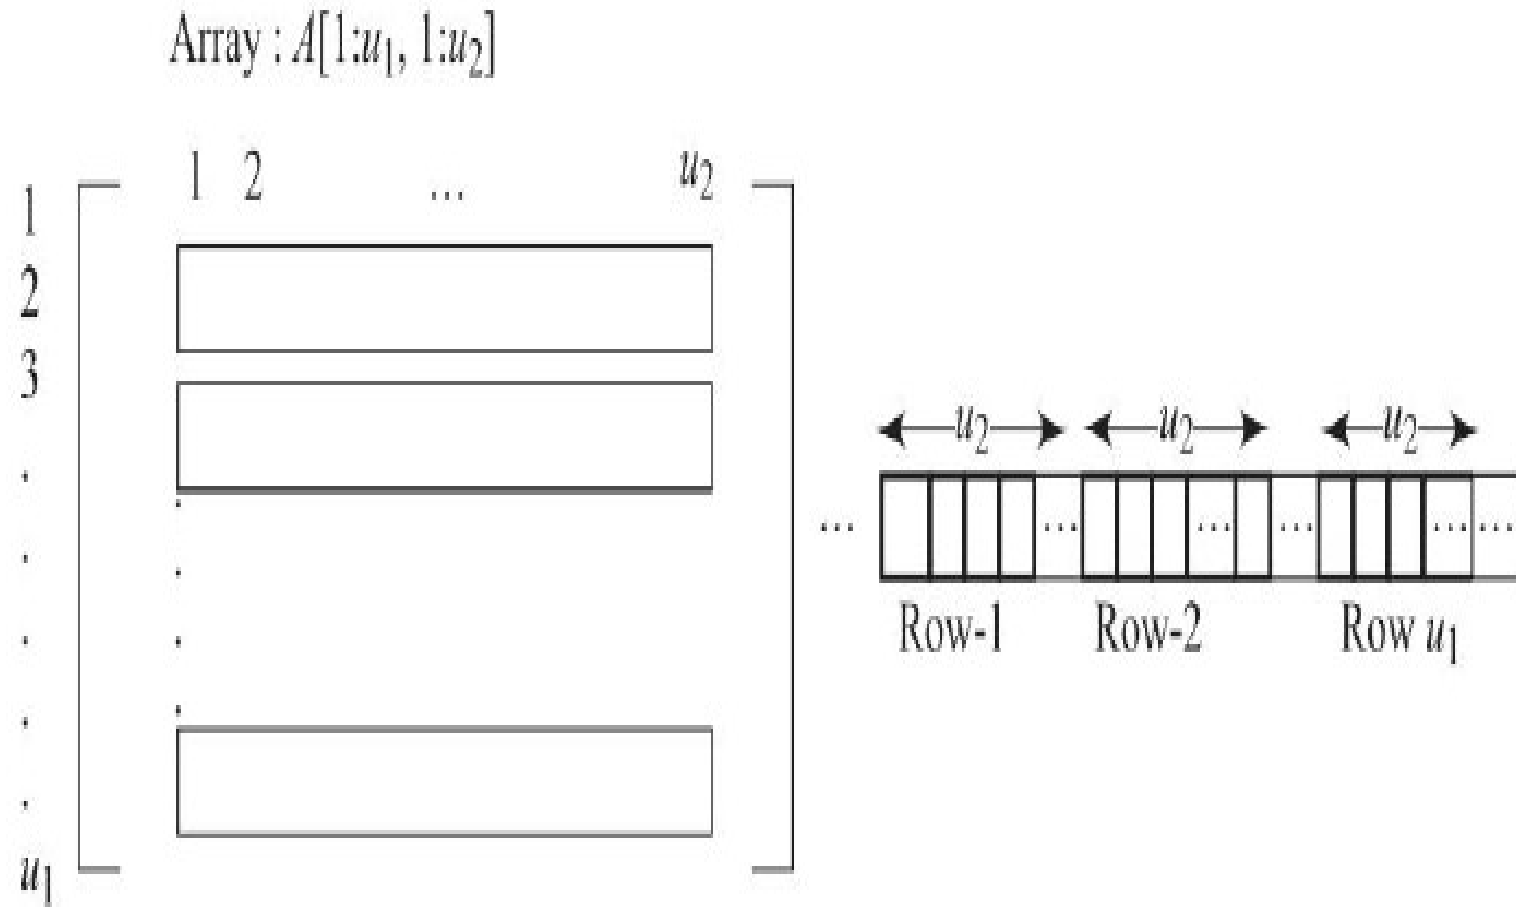 Array : A[1:u₁, 1:u₂]
1 2 ... u₂
1
2
3
.
.
.
.
.
u₁
.
.
.
.
u₂ u₂ u₂
... ... ... ... ... ...
Row-1 Row-2 Row u₁